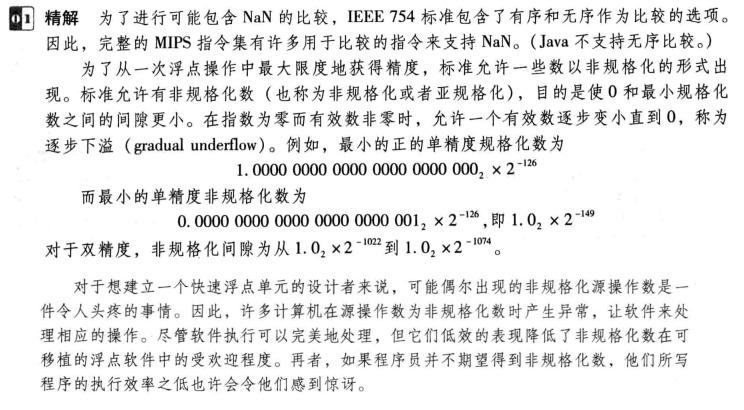 01 精解 为了进行可能包含 NaN 的比较，IEEE 754 标准包含了有序和无序作为比较的选项。
因此，完整的 MIPS 指令集有许多用于比较的指令来支持 NaN。（Java 不支持无序比较。）
为了从一次浮点操作中最大限度地获得精度，标准允许一些数以非规格化的形式出
现。标准允许有非规格化数（也称为非规格化或者亚规格化），目的是使 0 和最小规格化
数之间的间隙更小。在指数为零而有效数非零时，允许一个有效数逐步变小直到 0，称为
逐步下溢（gradual underflow）。例如，最小的正的单精度规格化数为
1.0000 0000 0000 0000 0000 000₂ × 2⁻¹²⁶
而最小的单精度非规格化数为
0.0000 0000 0000 0000 0000 001₂ × 2⁻¹²⁶，即 1.0₂ × 2⁻¹⁴⁹
对于双精度，非规格化间隙为从 1.0₂ × 2⁻¹⁰²² 到 1.0₂ × 2⁻¹⁰⁷⁴。
对于想建立一个快速浮点单元的设计者来说，可能偶尔出现的非规格化源操作数是一
件令人头疼的事情。因此，许多计算机在源操作数为非规格化数时产生异常，让软件来处
理相应的操作。尽管软件执行可以完美地处理，但它们低效的表现降低了非规格化数在可
移植的浮点软件中的受欢迎程度。再者，如果程序员并不期望得到非规格化数，他们所写
程序的执行效率之低也许会令他们感到惊讶。